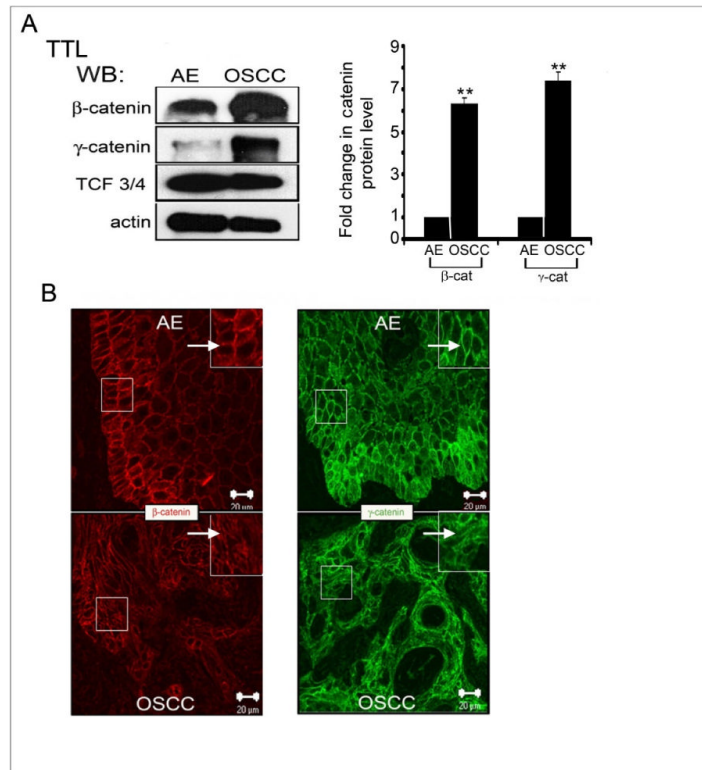 A
TTL
WB: AE OSCC
β-catenin
γ-catenin
TCF 3/4
actin
Fold change in catenin
protein level
9
7
5
3
1
** **
AE OSCC AE OSCC
β-cat γ-cat
B
AE AE
20 µm 20 µm
β-catenin γ-catenin
OSCC OSCC
20 µm 20 µm